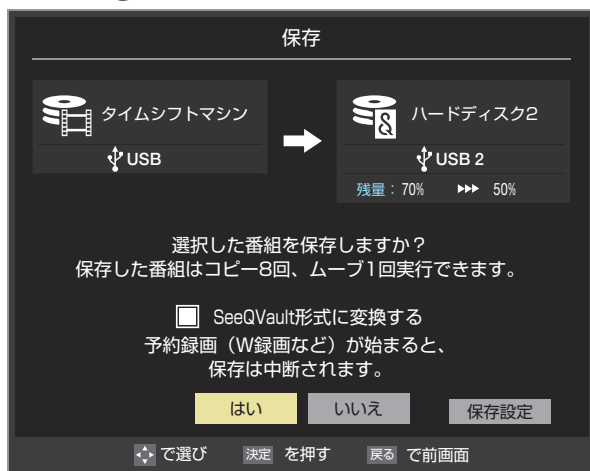 保存
タイムシフトマシン
USB
ハードディスク2
USB 2
残量：70% ▶▶▶ 50%
選択した番組を保存しますか？
保存した番組はコピー8回、ムーブ1回実行できます。
SeeQVault形式に変換する
予約録画（W録画など）が始まると、
保存は中断されます。
はい いいえ 保存設定
で選び 決定 を押す 戻る で前画面